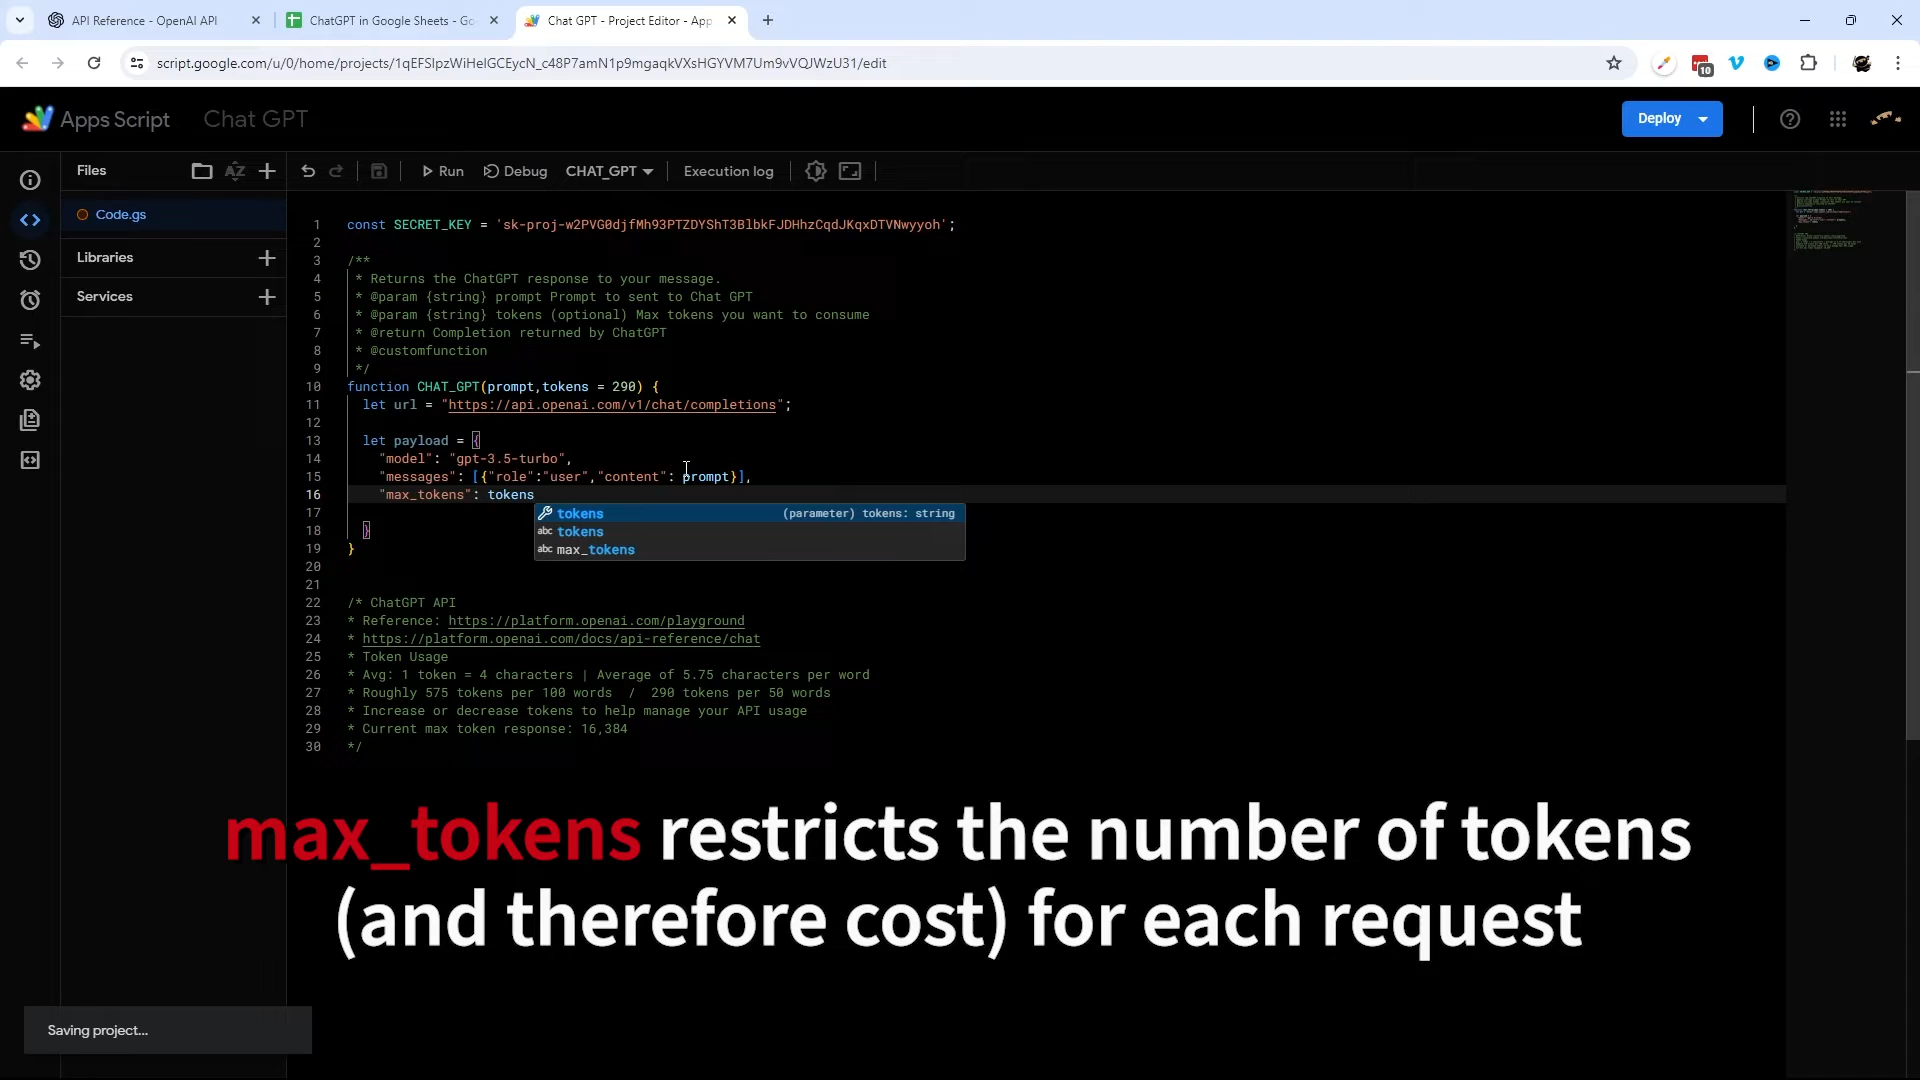 API Reference - OpenAI API
ChatGPT in Google Sheets - Go
Chat GPT - Project Editor - App
script.google.com/u/0/home/projects/1qEFSlpzWiHelGCEycN_c48P7amN1p9mgaqkVXsHGYVM7Um9vVQJWzU31/edit
10
Apps Script
Chat GPT
Deploy
Files
AZ
Run
Debug
CHAT_GPT
Execution log
Code.gs
Libraries
Services
1 const SECRET_KEY = 'sk-proj-w2PVG0djfMh93PTZDYShT3BlbkFJDHhzCqdJKqxDTVNwyyoh';
2
3 /**
4 * Returns the ChatGPT response to your message.
5 * @param {string} prompt Prompt to sent to Chat GPT
6 * @param {string} tokens (optional) Max tokens you want to consume
7 * @return Completion returned by ChatGPT
8 * @customfunction
9 */
10 function CHAT_GPT(prompt,tokens = 290) {
11 let url = "https://api.openai.com/v1/chat/completions";
12
13 let payload = {
14 "model": "gpt-3.5-turbo",
15 "messages": [{"role":"user","content": prompt}],
16 "max_tokens": tokens
17
tokens (parameter) tokens: string
abc tokens
abc max_tokens
18 }
19 }
20
21
22 /* ChatGPT API
23 * Reference: https://platform.openai.com/playground
24 * https://platform.openai.com/docs/api-reference/chat
25 * Token Usage
26 * Avg: 1 token = 4 characters | Average of 5.75 characters per word
27 * Roughly 575 tokens per 100 words / 290 tokens per 50 words
28 * Increase or decrease tokens to help manage your API usage
29 * Current max token response: 16,384
30 */
max_tokens restricts the number of tokens
(and therefore cost) for each request
Saving project...